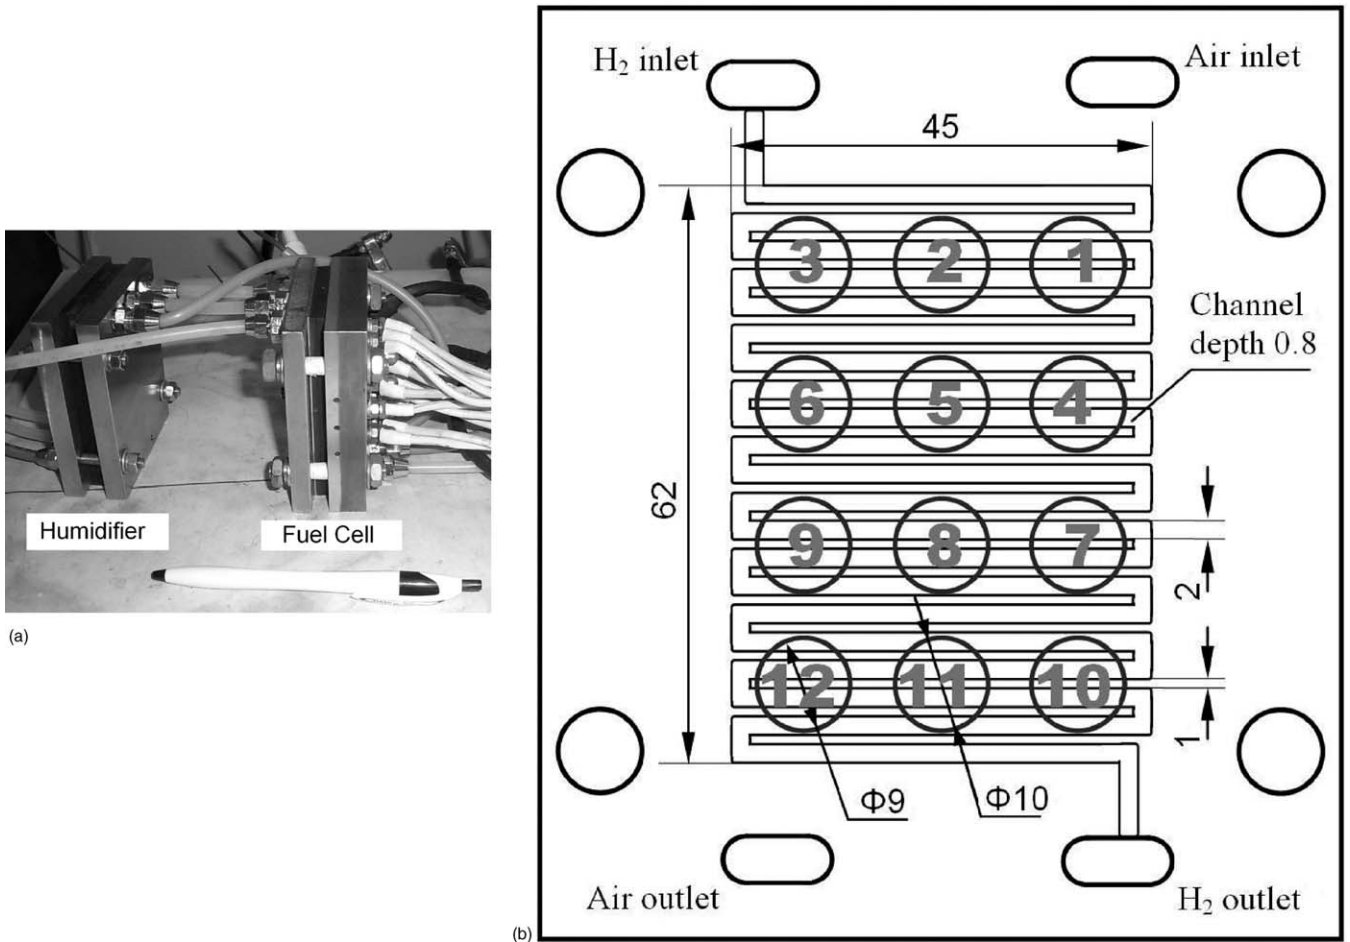 Humidifier
Fuel Cell
(a)
H₂ inlet
Air inlet
45
3
2
1
Channel
depth 0.8
6
5
4
62
9
8
7
2
12
11
10
1
Φ9
Φ10
Air outlet
H₂ outlet
(b)